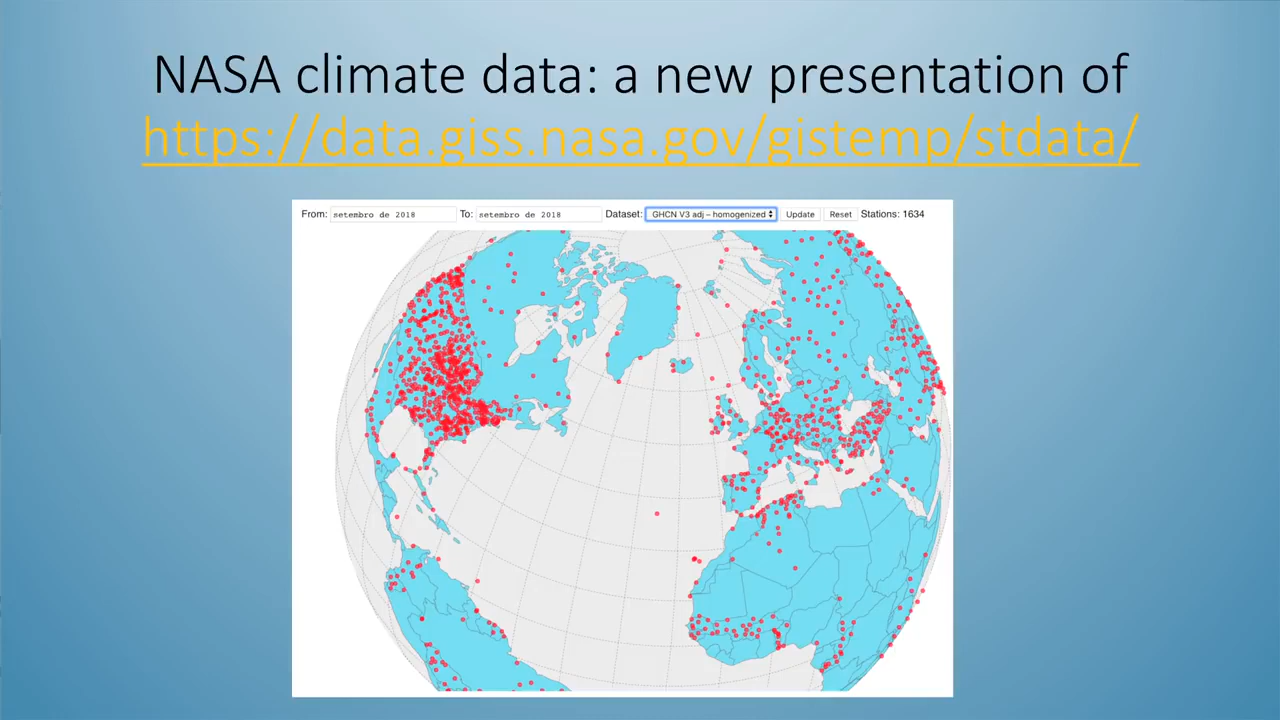 NASA climate data: a new presentation of
https://data.giss.nasa.gov/gistemp/stdata/
From: setembro de 2018 To: setembro de 2018 Dataset: GHCN V3 adj – homogenized Update Reset Stations: 1634